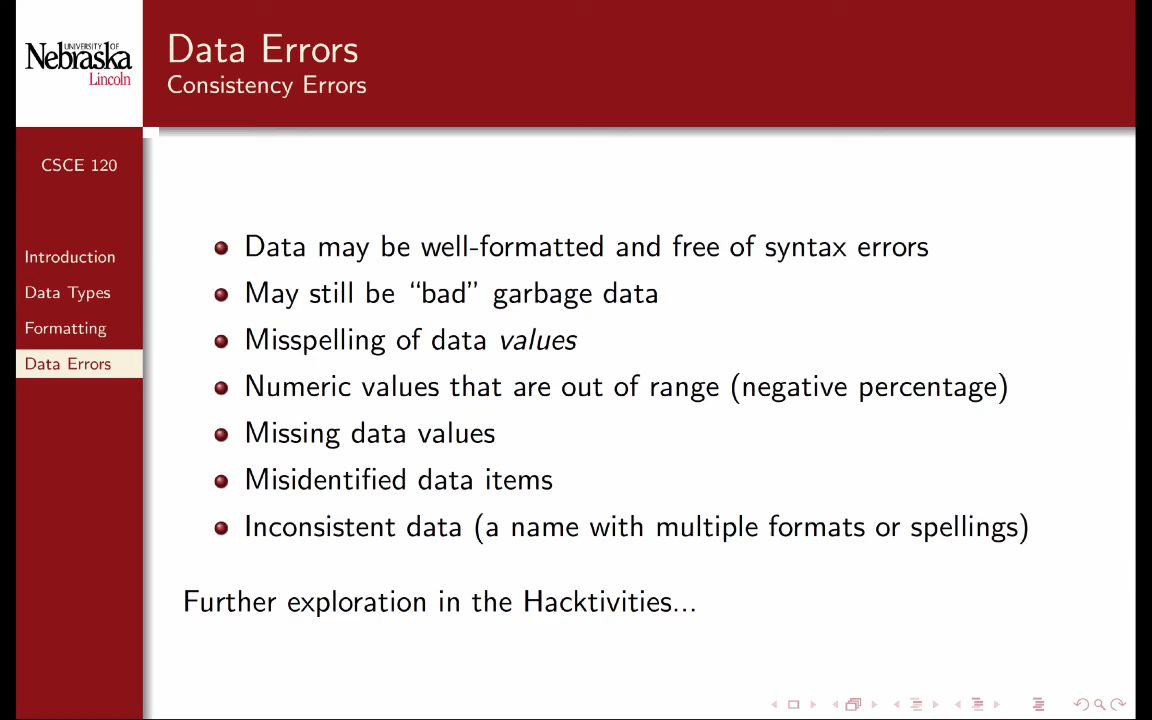 UNIVERSITY OF
Nebraska
Lincoln
Data Errors
Consistency Errors
CSCE 120
Introduction
Data Types
Formatting
Data Errors
Data may be well-formatted and free of syntax errors
May still be “bad” garbage data
Misspelling of data values
Numeric values that are out of range (negative percentage)
Missing data values
Misidentified data items
Inconsistent data (a name with multiple formats or spellings)
Further exploration in the Hacktivities...